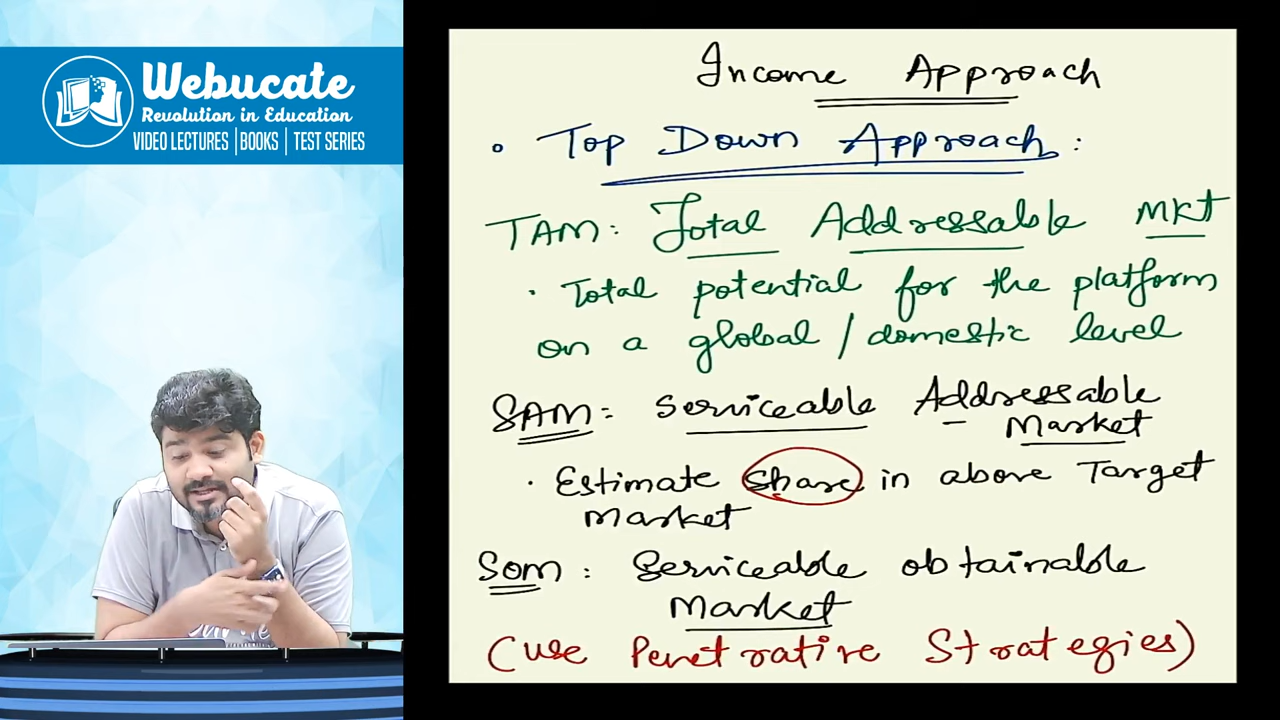 Webucate
Revolution in Education
VIDEO LECTURES | BOOKS | TEST SERIES
Income Approach
• Top Down Approach :
TAM : Total Addressable MKT
• Total potential for the platform
on a global / domestic level
SAM : Serviceable Addressable
Market
• Estimate Share in above Target
Market
SOM : Serviceable obtainable
Market
(use Penetrative Strategies)